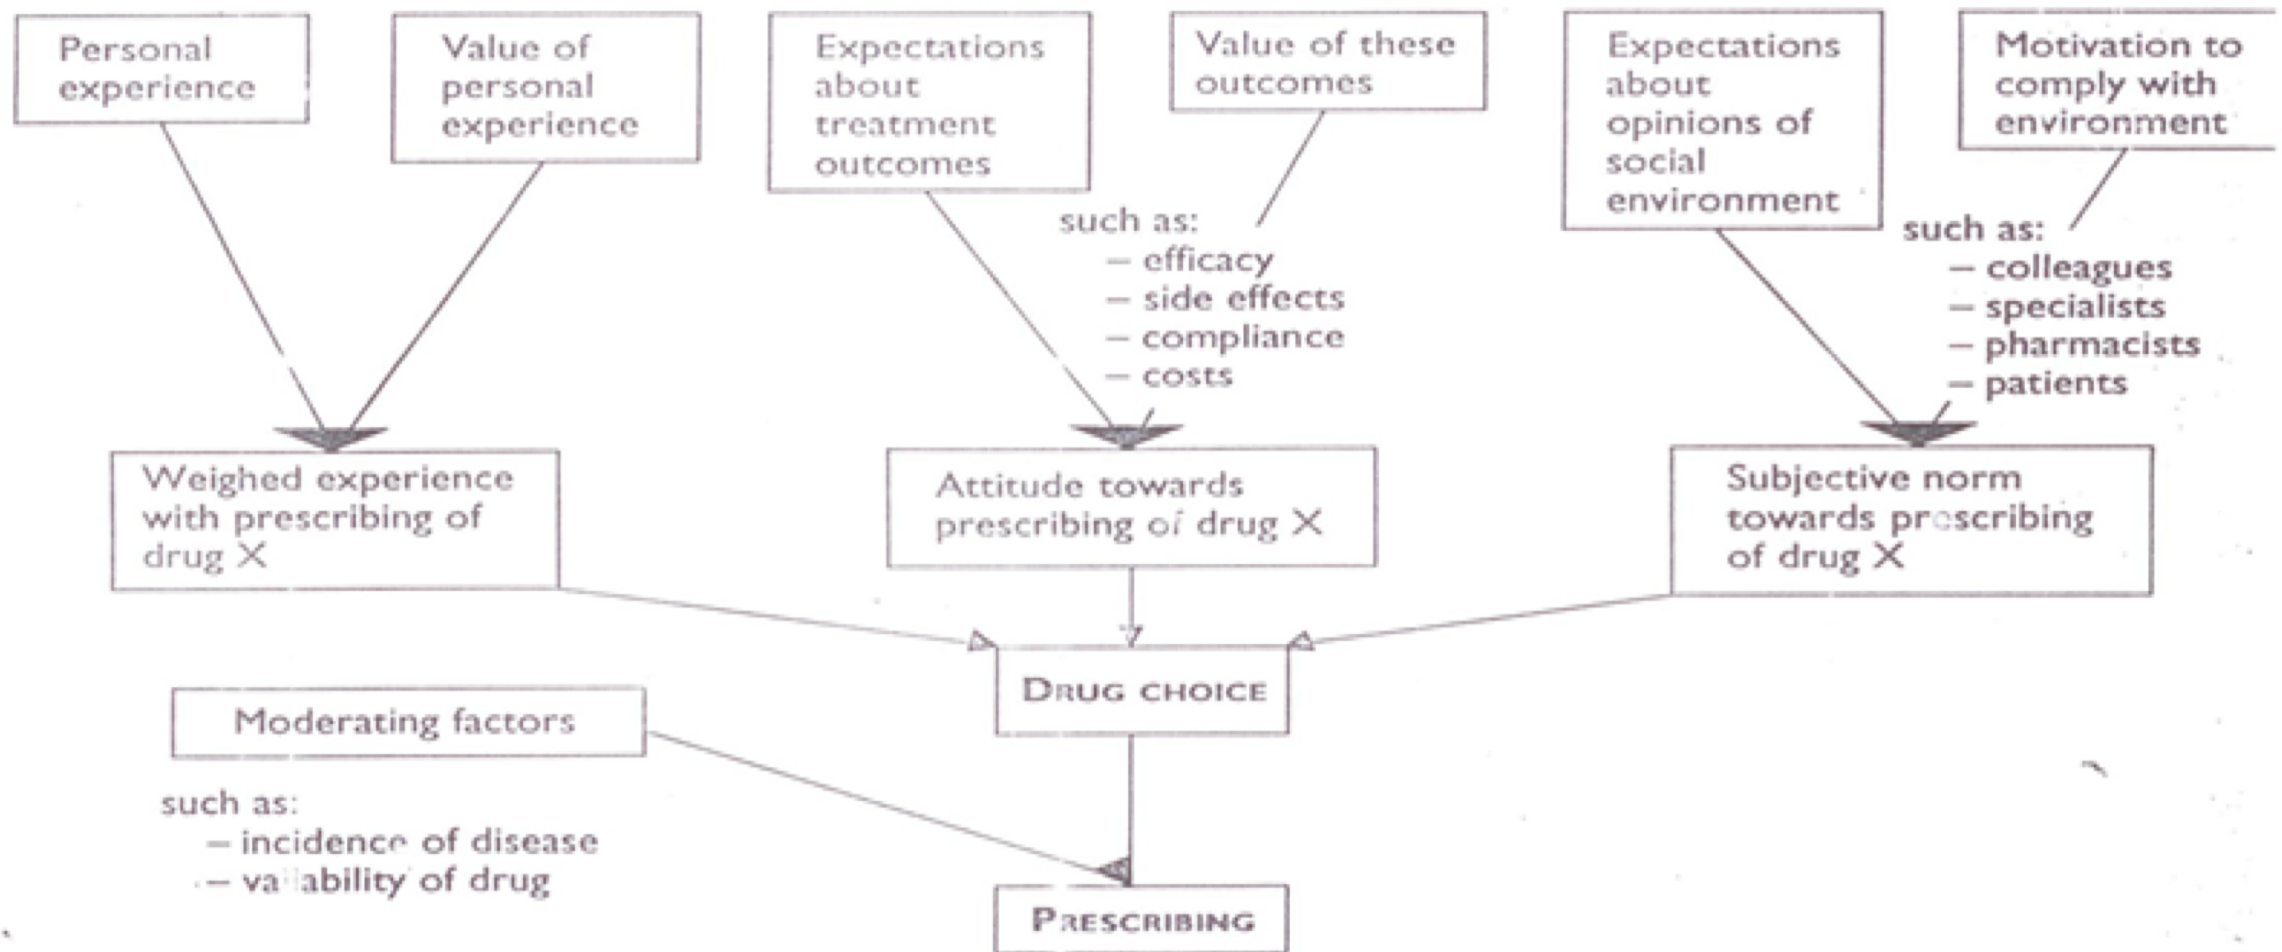 Personal
experience
Value of
personal
experience
Expectations
about
treatment
outcomes
Value of these
outcomes
such as:
– efficacy
– side effects
– compliance
– costs
Expectations
about
opinions of
social
environment
Motivation to
comply with
environment
such as:
– colleagues
– specialists
– pharmacists
– patients
Weighed experience
with prescribing of
drug X
Attitude towards
prescribing of drug X
Subjective norm
towards prescribing
of drug X
DRUG CHOICE
Moderating factors
such as:
– incidence of disease
– of drug
PRESCRIBING